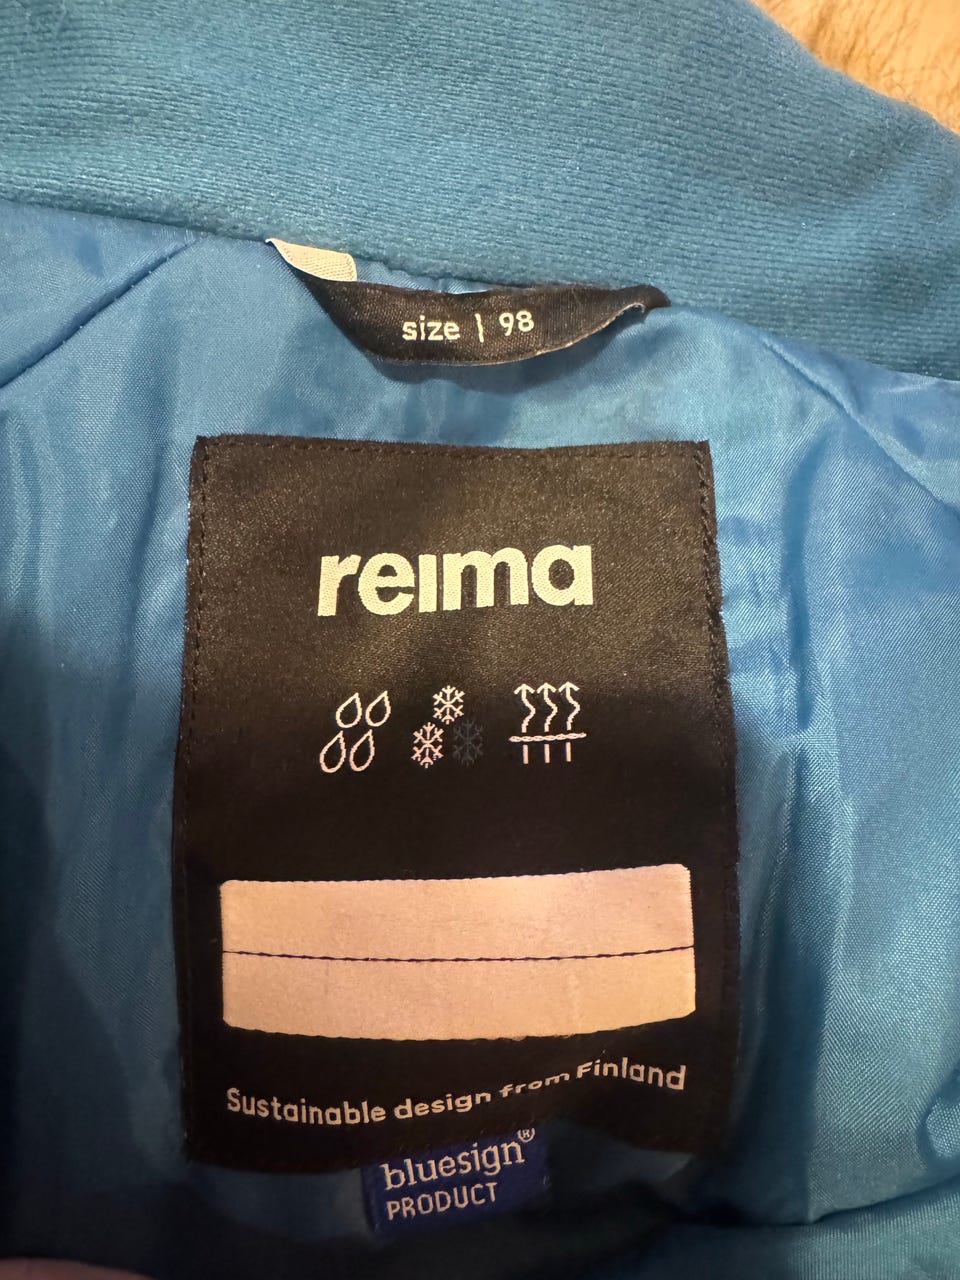 size | 98
reima
Sustainable design from Finland
bluesign®
PRODUCT